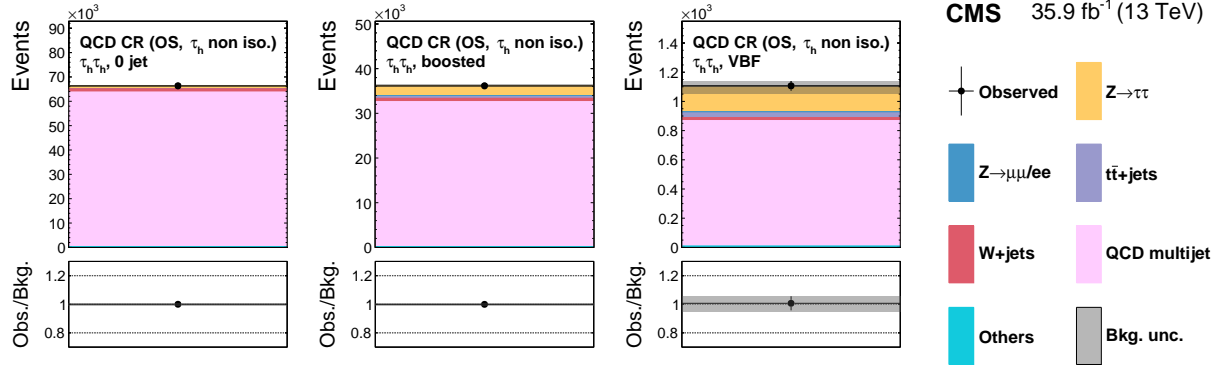 ×10³
Events
QCD CR (OS, τh non iso.)
τhτh, 0 jet
90
80
70
60
50
40
30
20
10
0
Obs./Bkg.
1.2
1
0.8
×10³
Events
QCD CR (OS, τh non iso.)
τhτh, boosted
50
40
30
20
10
0
Obs./Bkg.
1.2
1
0.8
×10³
Events
QCD CR (OS, τh non iso.)
τhτh, VBF
1.4
1.2
1
0.8
0.6
0.4
0.2
0
Obs./Bkg.
1.2
1
0.8
CMS 35.9 fb⁻¹ (13 TeV)
Observed
Z→ττ
Z→μμ/ee
tt̄+jets
W+jets
QCD multijet
Others
Bkg. unc.